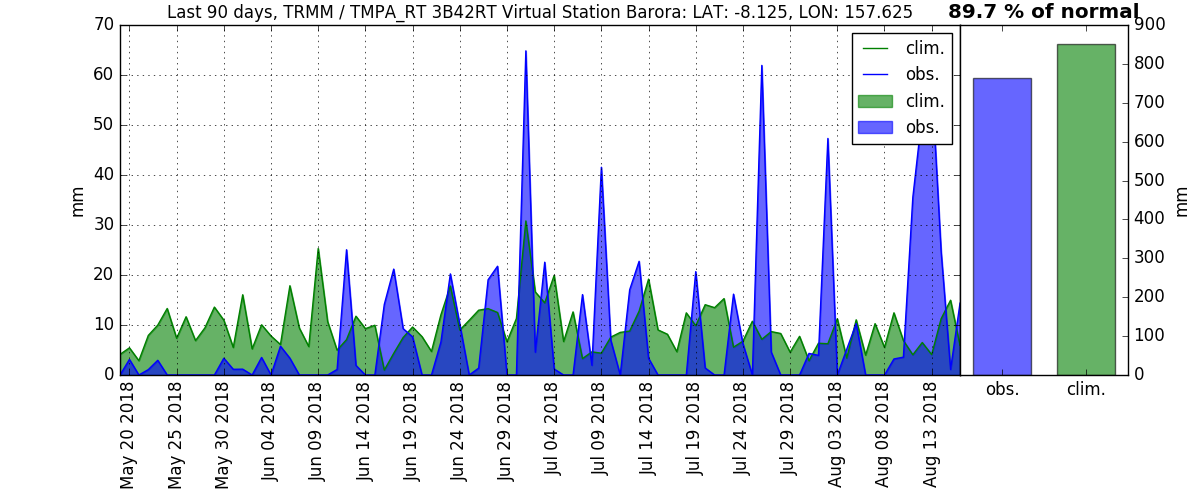 Last 90 days, TRMM / TMPA_RT 3B42RT Virtual Station Barora: LAT: -8.125, LON: 157.625
89.7 % of normal
clim.
obs.
clim.
obs.
mm
70
60
50
40
30
20
10
0
900
800
700
600
500
400
300
200
100
0
mm
May 20 2018
May 25 2018
May 30 2018
Jun 04 2018
Jun 09 2018
Jun 14 2018
Jun 19 2018
Jun 24 2018
Jun 29 2018
Jul 04 2018
Jul 09 2018
Jul 14 2018
Jul 19 2018
Jul 24 2018
Jul 29 2018
Aug 03 2018
Aug 08 2018
Aug 13 2018
obs.
clim.